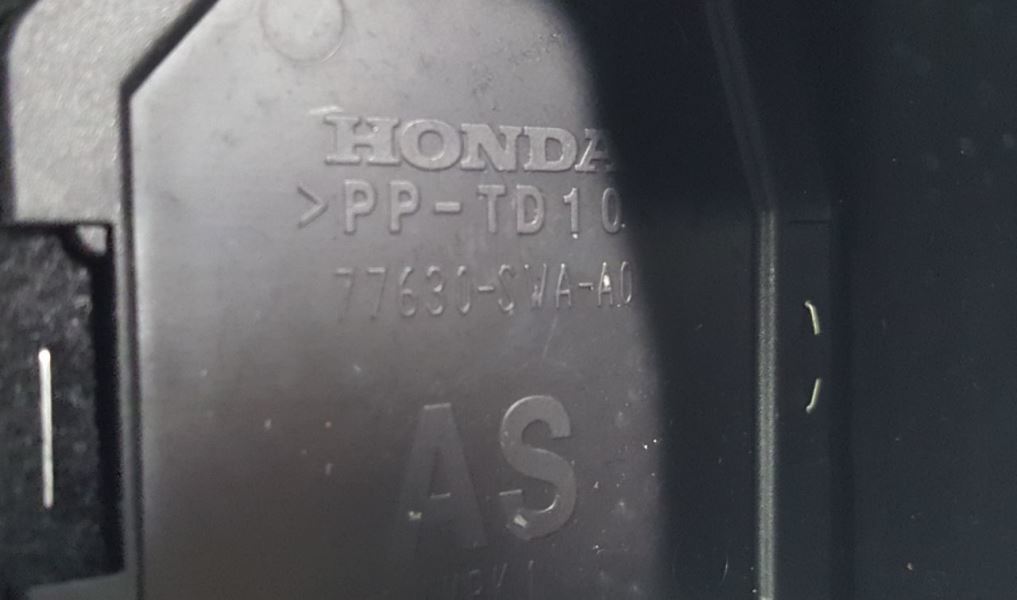 HONDA
>PP-TD10
77630-SWA-A0
AS